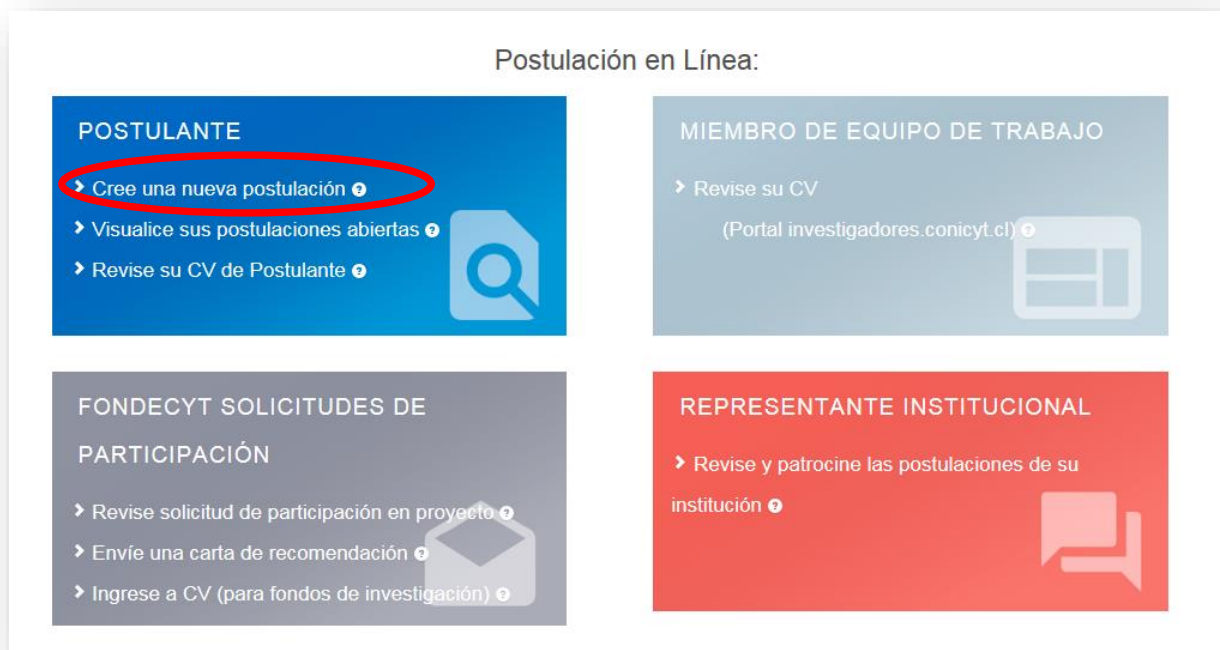 Postulación en Línea:
POSTULANTE
Cree una nueva postulación
Visualice sus postulaciones abiertas
Revise su CV de Postulante
MIEMBRO DE EQUIPO DE TRABAJO
Revise su CV
(Portal investigadores.conicyt.cl)
FONDECYT SOLICITUDES DE
PARTICIPACIÓN
Revise solicitud de participación en proyecto
Envíe una carta de recomendación
Ingrese a CV (para fondos de investigación)
REPRESENTANTE INSTITUCIONAL
Revise y patrocine las postulaciones de su
institución